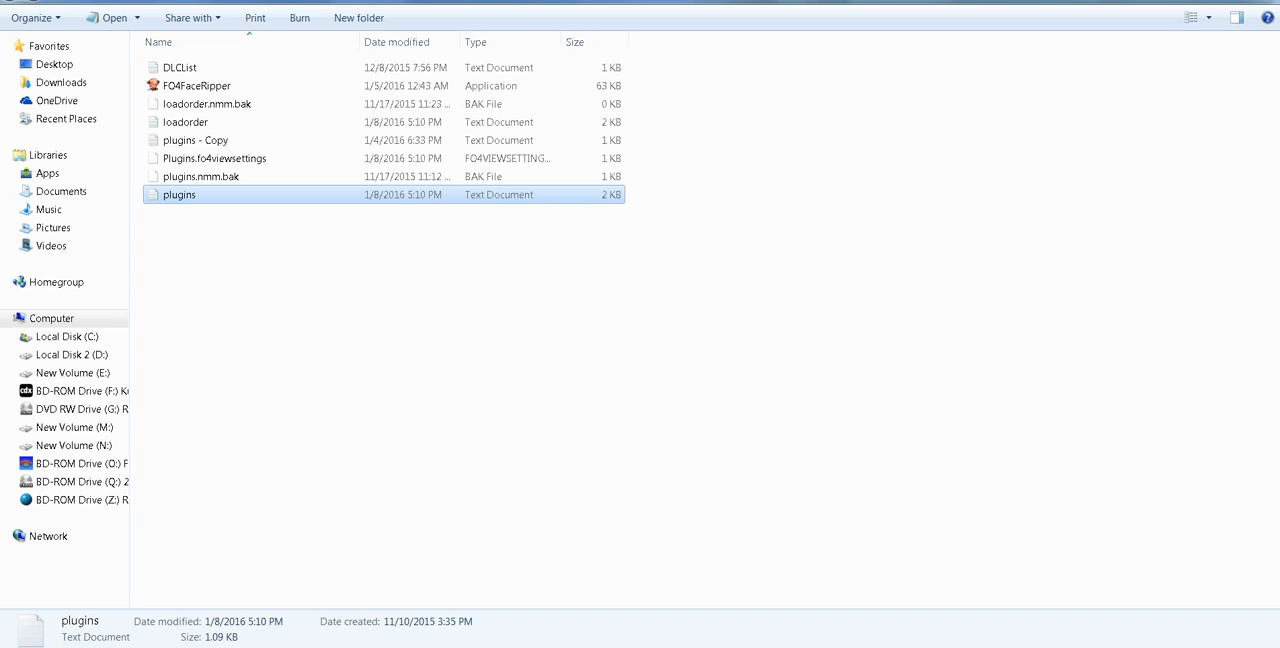 Organize Open Share with Print Burn New folder
Name Date modified Type Size
Favorites
Desktop
Downloads
OneDrive
Recent Places
Libraries
Apps
Documents
Music
Pictures
Videos
Homegroup
Computer
Local Disk (C:)
Local Disk 2 (D:)
New Volume (E:)
BD-ROM Drive (F:) K
DVD RW Drive (G:) R
New Volume (M:)
New Volume (N:)
BD-ROM Drive (O:) F
BD-ROM Drive (Q:) 2
BD-ROM Drive (Z:) R
Network
DLCList 12/8/2015 7:56 PM Text Document 1 KB
FO4FaceRipper 1/5/2016 12:43 AM Application 63 KB
loadorder.nmm.bak 11/17/2015 11:23 ... BAK File 0 KB
loadorder 1/8/2016 5:10 PM Text Document 2 KB
plugins - Copy 1/4/2016 6:33 PM Text Document 1 KB
Plugins.fo4viewsettings 1/8/2016 5:10 PM FO4VIEWSETTING... 1 KB
plugins.nmm.bak 11/17/2015 11:12 ... BAK File 1 KB
plugins 1/8/2016 5:10 PM Text Document 2 KB
plugins Date modified: 1/8/2016 5:10 PM Date created: 11/10/2015 3:35 PM
Text Document Size: 1.09 KB